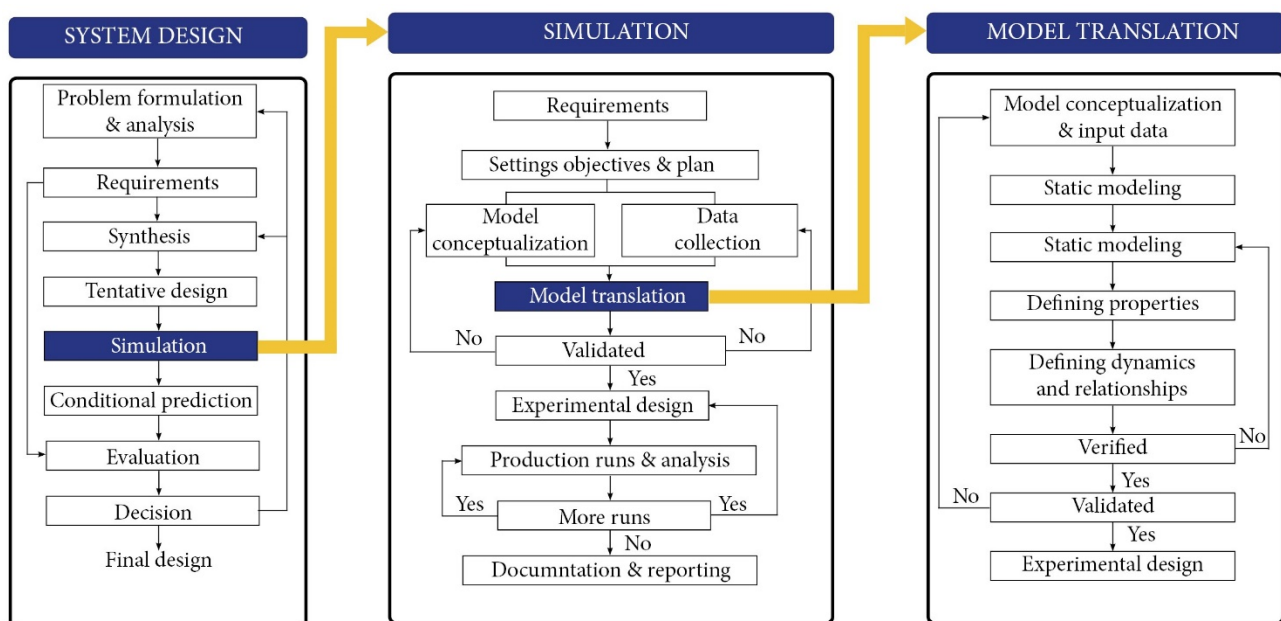 SYSTEM DESIGN
Problem formulation
& analysis
Requirements
Synthesis
Tentative design
Simulation
Conditional prediction
Evaluation
Decision
Final design
SIMULATION
Requirements
Settings objectives & plan
Model
conceptualization
Data
collection
Model translation
No
No
Validated
Yes
Experimental design
Production runs & analysis
Yes
Yes
More runs
No
Documntation & reporting
MODEL TRANSLATION
Model conceptualization
& input data
Static modeling
Static modeling
Defining properties
Defining dynamics
and relationships
Verified
No
Yes
No
Validated
Yes
Experimental design